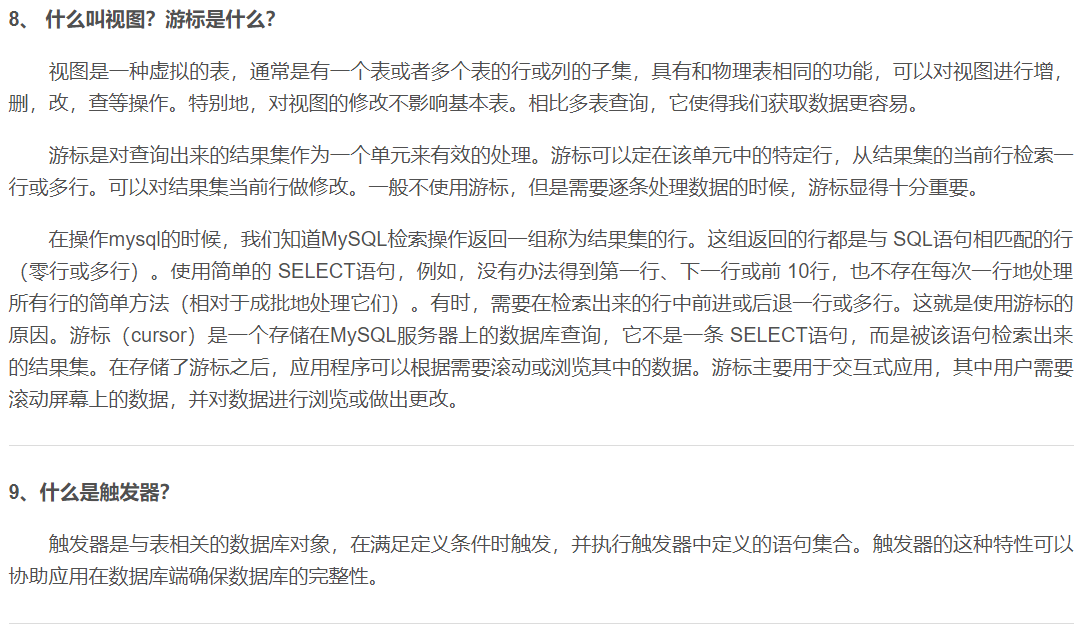 8、 什么叫视图？游标是什么？
视图是一种虚拟的表，通常是有一个表或者多个表的行或列的子集，具有和物理表相同的功能，可以对视图进行增，
删，改，查等操作。特别地，对视图的修改不影响基本表。相比多表查询，它使得我们获取数据更容易。
游标是对查询出来的结果集作为一个单元来有效的处理。游标可以定在该单元中的特定行，从结果集的当前行检索一
行或多行。可以对结果集当前行做修改。一般不使用游标，但是需要逐条处理数据的时候，游标显得十分重要。
在操作mysql的时候，我们知道MySQL检索操作返回一组称为结果集的行。这组返回的行都是与 SQL语句相匹配的行
（零行或多行）。使用简单的 SELECT语句，例如，没有办法得到第一行、下一行或前 10行，也不存在每次一行地处理
所有行的简单方法（相对于成批地处理它们）。有时，需要在检索出来的行中前进或后退一行或多行。这就是使用游标的
原因。游标（cursor）是一个存储在MySQL服务器上的数据库查询，它不是一条 SELECT语句，而是被该语句检索出来
的结果集。在存储了游标之后，应用程序可以根据需要滚动或浏览其中的数据。游标主要用于交互式应用，其中用户需要
滚动屏幕上的数据，并对数据进行浏览或做出更改。
9、什么是触发器？
触发器是与表相关的数据库对象，在满足定义条件时触发，并执行触发器中定义的语句集合。触发器的这种特性可以
协助应用在数据库端确保数据库的完整性。